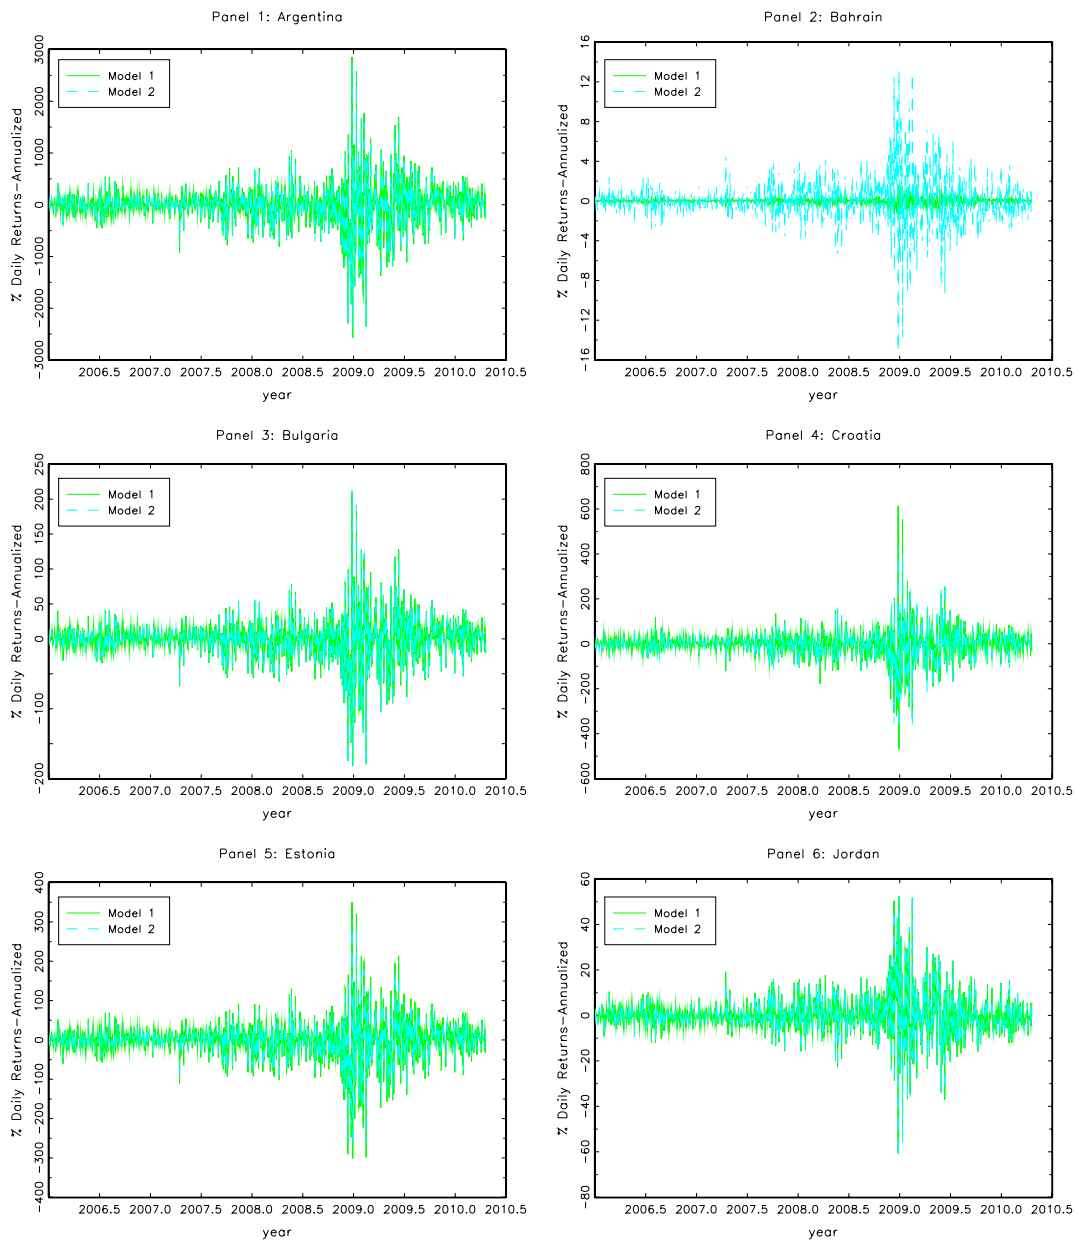 Panel 1: Argentina
% Daily Returns-Annualized
3000
2000
1000
0
-1000
-2000
-3000
Model 1
Model 2
2006.5 2007.0 2007.5 2008.0 2008.5 2009.0 2009.5 2010.0 2010.5
year
Panel 2: Bahrain
% Daily Returns-Annualized
16
12
8
4
0
-4
-8
-12
-16
Model 1
Model 2
2006.5 2007.0 2007.5 2008.0 2008.5 2009.0 2009.5 2010.0 2010.5
year
Panel 3: Bulgaria
% Daily Returns-Annualized
250
200
150
100
50
0
-100
-200
Model 1
Model 2
2006.5 2007.0 2007.5 2008.0 2008.5 2009.0 2009.5 2010.0 2010.5
year
Panel 4: Croatia
% Daily Returns-Annualized
800
600
400
200
0
-200
-400
-600
Model 1
Model 2
2006.5 2007.0 2007.5 2008.0 2008.5 2009.0 2009.5 2010.0 2010.5
year
Panel 5: Estonia
% Daily Returns-Annualized
400
300
200
100
0
-100
-200
-300
-400
Model 1
Model 2
2006.5 2007.0 2007.5 2008.0 2008.5 2009.0 2009.5 2010.0 2010.5
year
Panel 6: Jordan
% Daily Returns-Annualized
60
40
20
0
-20
-40
-60
-80
Model 1
Model 2
2006.5 2007.0 2007.5 2008.0 2008.5 2009.0 2009.5 2010.0 2010.5
year